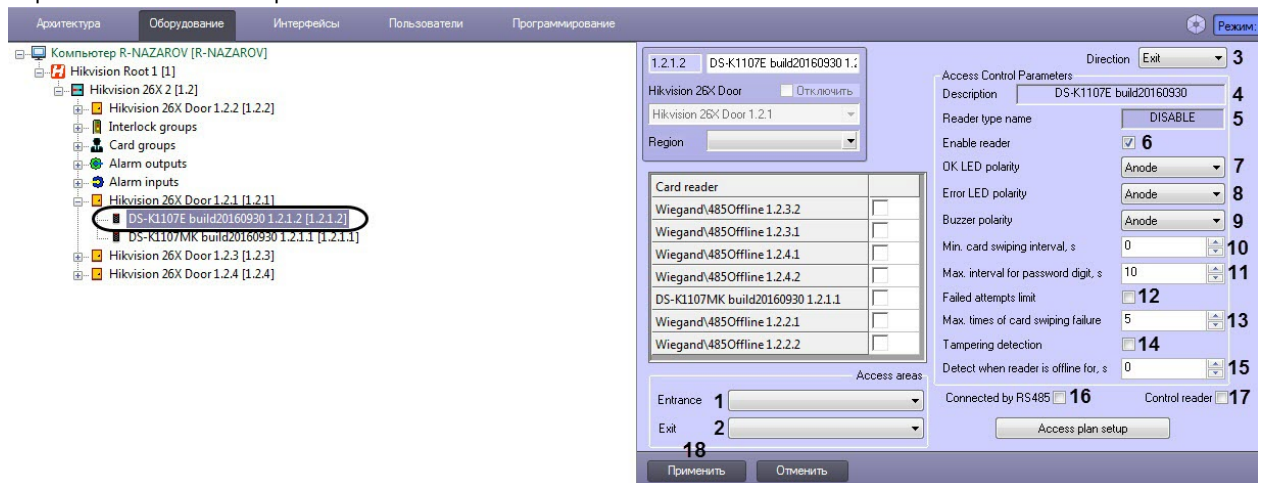 Архитектура Оборудование Интерфейсы Пользователи Программирование Режим:
Компьютер R-NAZAROV [R-NAZAROV]
Hikvision Root 1 [1]
Hikvision 26X 2 [1.2]
Hikvision 26X Door 1.2.2 [1.2.2]
Interlock groups
Card groups
Alarm outputs
Alarm inputs
Hikvision 26X Door 1.2.1 [1.2.1]
DS-K1107E build20160930 1.2.1.2 [1.2.1.2]
DS-K1107MK build20160930 1.2.1.1 [1.2.1.1]
Hikvision 26X Door 1.2.3 [1.2.3]
Hikvision 26X Door 1.2.4 [1.2.4]
1.2.1.2 DS-K1107E build20160930 1.2
Hikvision 26X Door Отключить
Hikvision 26X Door 1.2.1
Region
Card reader
Wiegand\485Offline 1.2.3.2
Wiegand\485Offline 1.2.3.1
Wiegand\485Offline 1.2.4.1
Wiegand\485Offline 1.2.4.2
DS-K1107MK build20160930 1.2.1.1
Wiegand\485Offline 1.2.2.1
Wiegand\485Offline 1.2.2.2
Access areas
Entrance 1
Exit 2
18
Применить Отменить
Direction Exit 3
Access Control Parameters
Description DS-K1107E build20160930 4
Reader type name DISABLE 5
Enable reader 6
OK LED polarity Anode 7
Error LED polarity Anode 8
Buzzer polarity Anode 9
Min. card swiping interval, s 0 10
Max. interval for password digit, s 10 11
Failed attempts limit 12
Max. times of card swiping failure 5 13
Tampering detection 14
Detect when reader is offline for, s 0 15
Connected by RS485 16 Control reader 17
Access plan setup